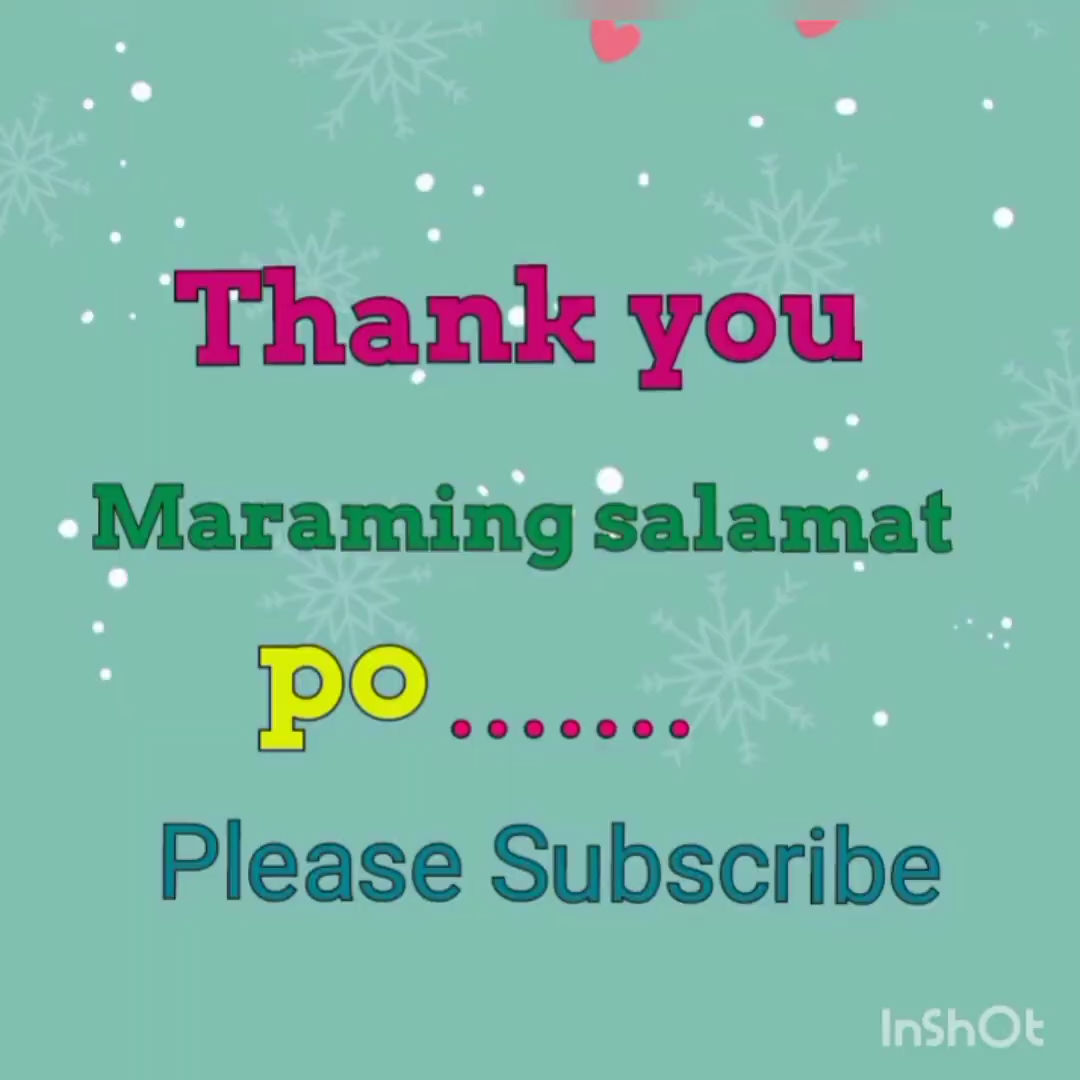 Thank you
Maraming salamat
po.......
Please Subscribe
InShOt